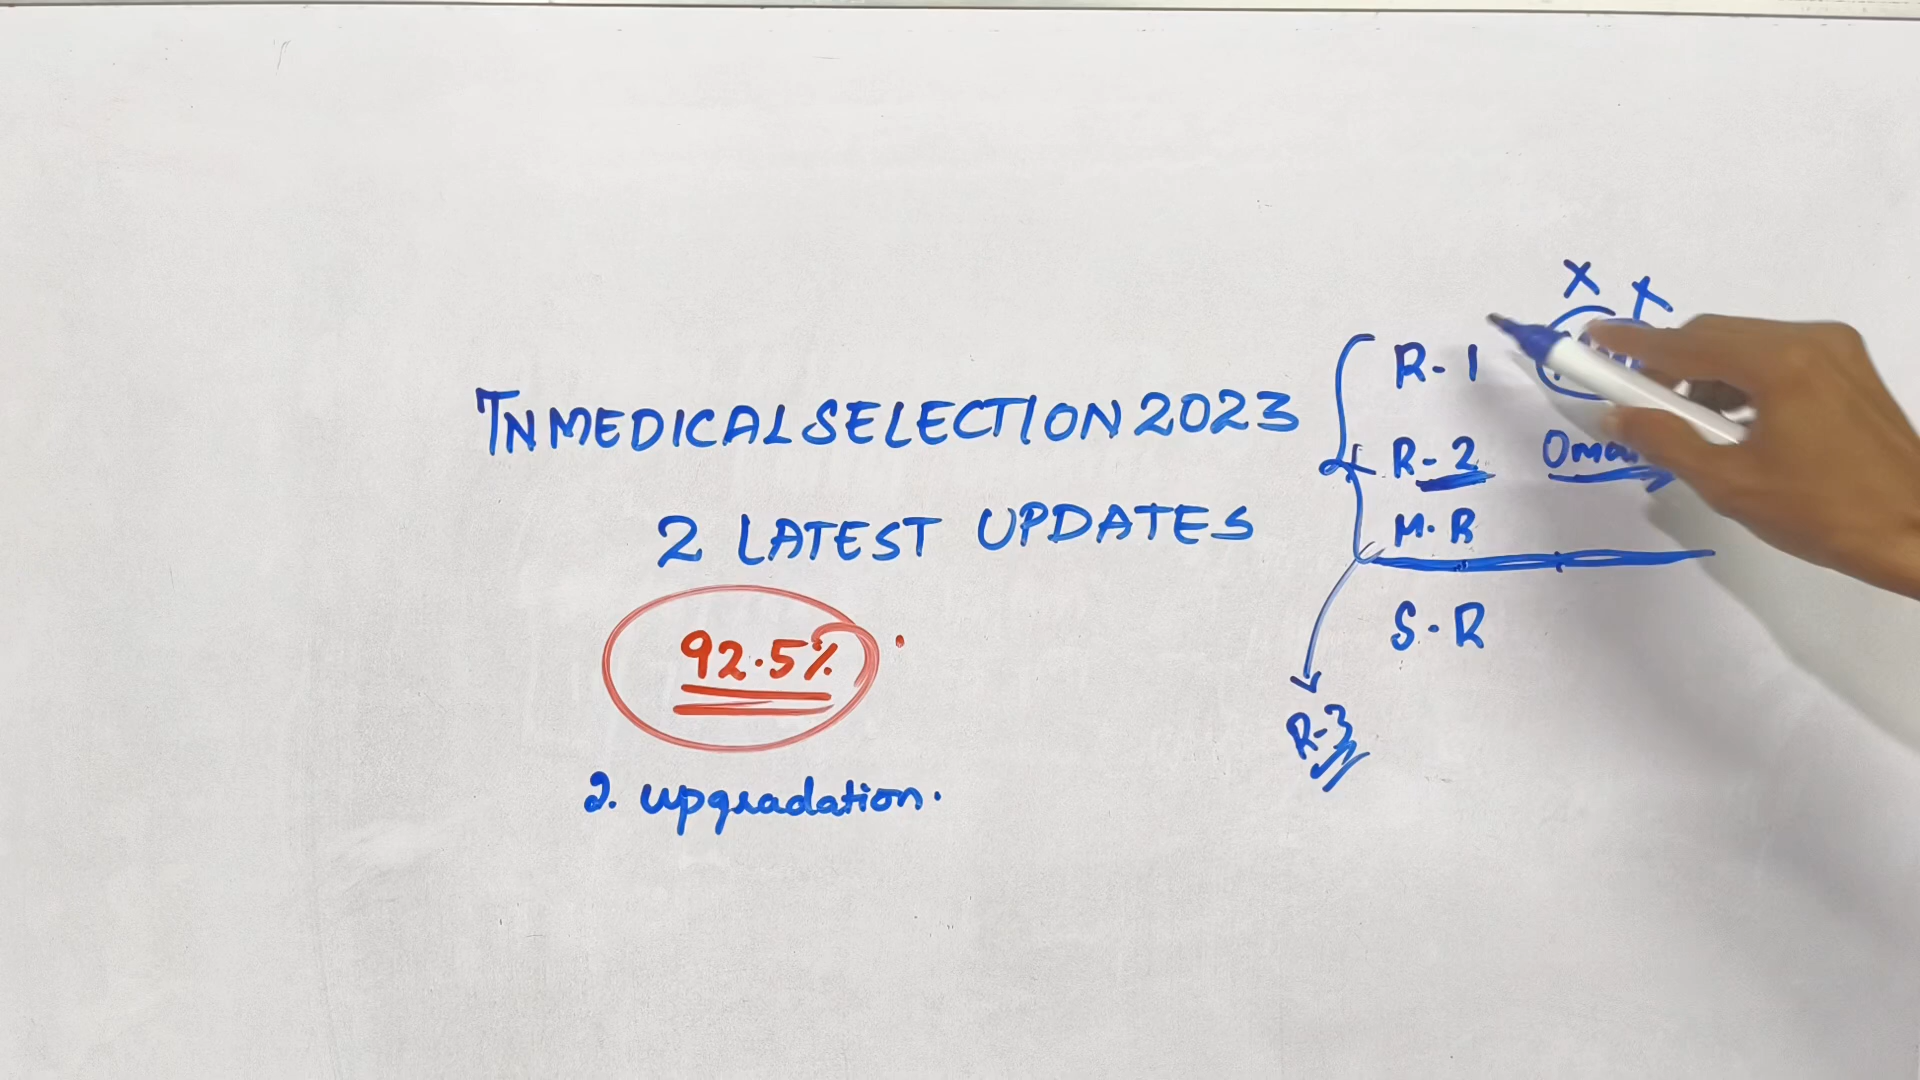 TN MEDICAL SELECTION 2023
2 LATEST UPDATES
92.5%
2. upgradation.
X X
R-1
R-2
M.R
S.R
R-3